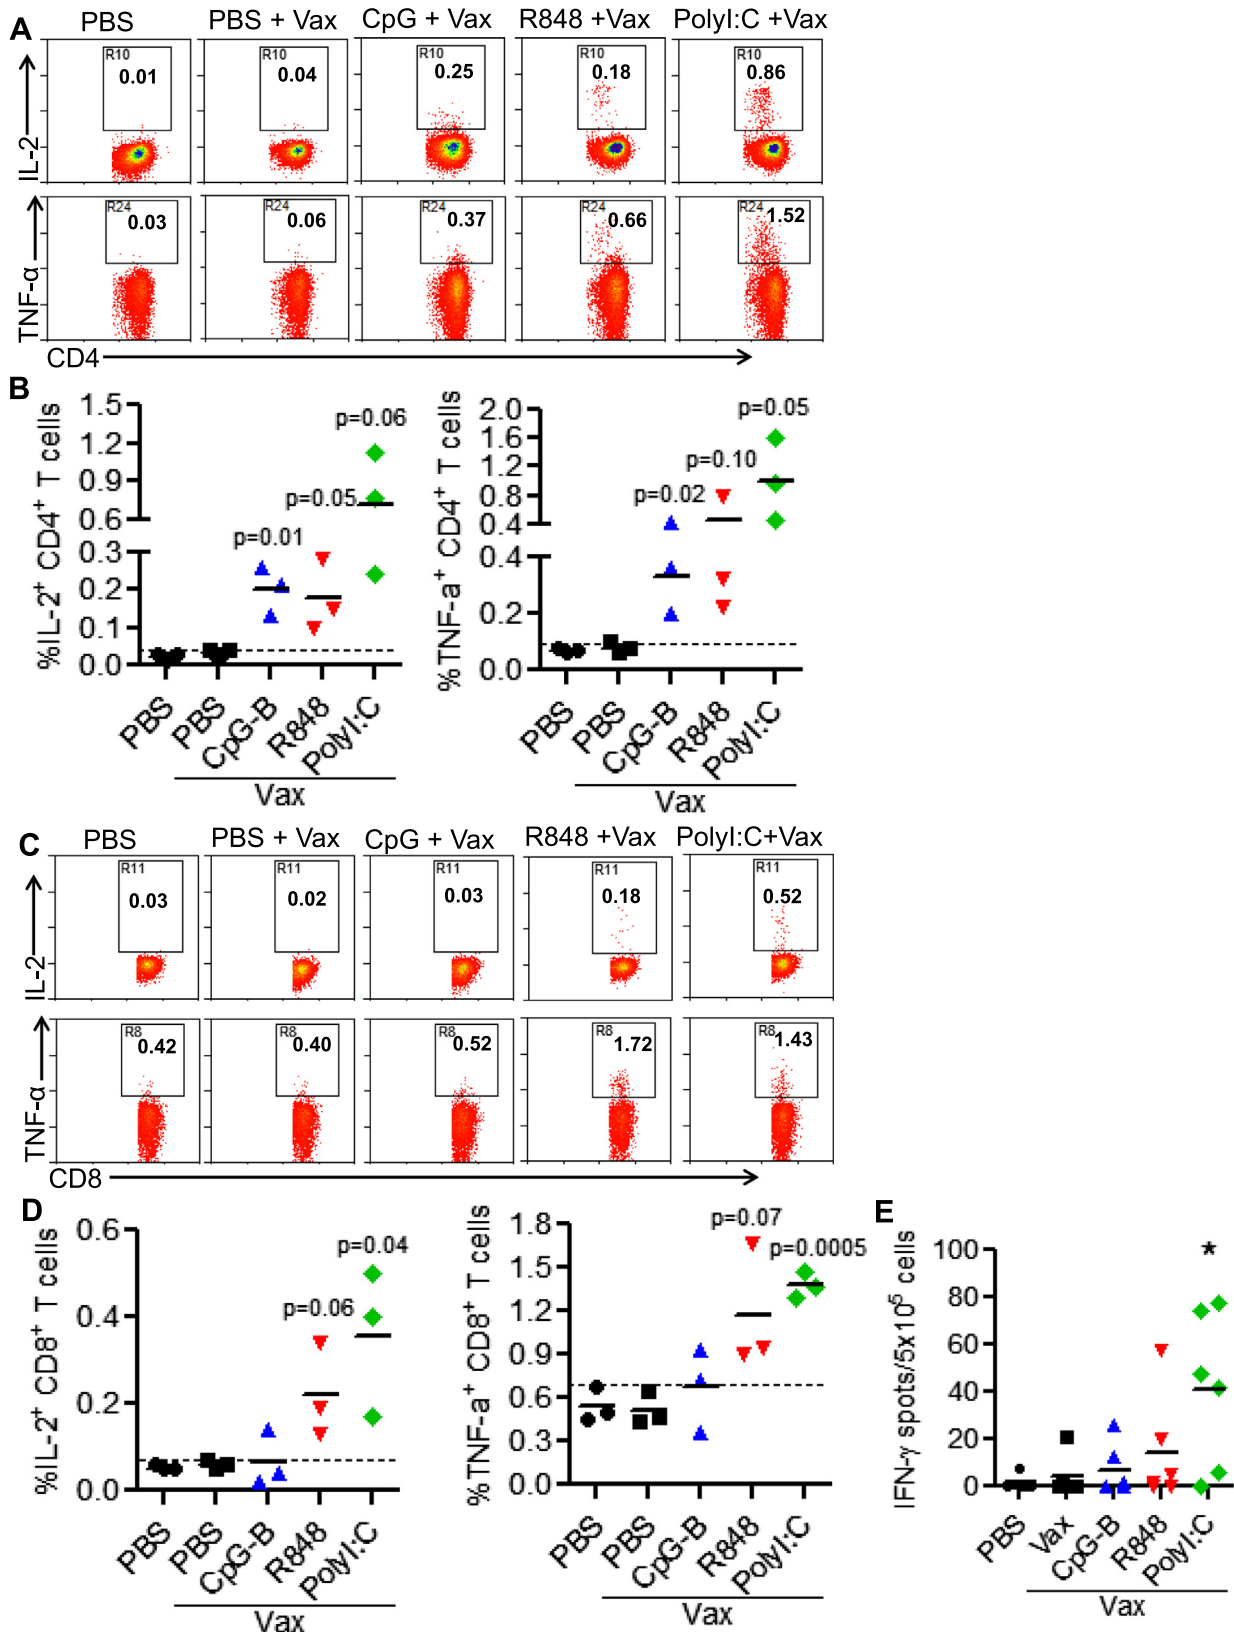 A
PBS
PBS + Vax
CpG + Vax
R848 +Vax
PolyI:C +Vax
IL-2
R10
0.01
R10
0.04
R10
0.25
R10
0.18
R10
0.86
TNF-α
R24
0.03
R24
0.06
R24
0.37
R24
0.66
R24
1.52
CD4
B
%IL-2+ CD4+ T cells
1.5
1.2
0.9
0.6
0.3
0.2
0.1
0.0
p=0.01
p=0.05
p=0.06
PBS
PBS
CpG-B
R848
PolyI:C
Vax
%TNF-a+ CD4+ T cells
2.0
1.6
1.2
0.8
0.4
0.4
0.2
0.0
p=0.02
p=0.10
p=0.05
PBS
PBS
CpG-B
R848
PolyI:C
Vax
C
PBS
PBS + Vax
CpG + Vax
R848 +Vax
PolyI:C+Vax
IL-2
R11
0.03
R11
0.02
R11
0.03
R11
0.18
R11
0.52
TNF-α
R8
0.42
R8
0.40
R8
0.52
R8
1.72
R8
1.43
CD8
D
%IL-2+ CD8+ T cells
0.6
0.4
0.2
0.0
p=0.06
p=0.04
PBS
PBS
CpG-B
R848
PolyI:C
Vax
%TNF-a+ CD8+ T cells
1.8
1.5
1.2
0.9
0.6
0.3
0.0
p=0.07
p=0.0005
PBS
PBS
CpG-B
R848
PolyI:C
Vax
E
IFN-γ spots/5x10⁵ cells
100
80
60
40
20
0
*
PBS
Vax
CpG-B
R848
PolyI:C
Vax